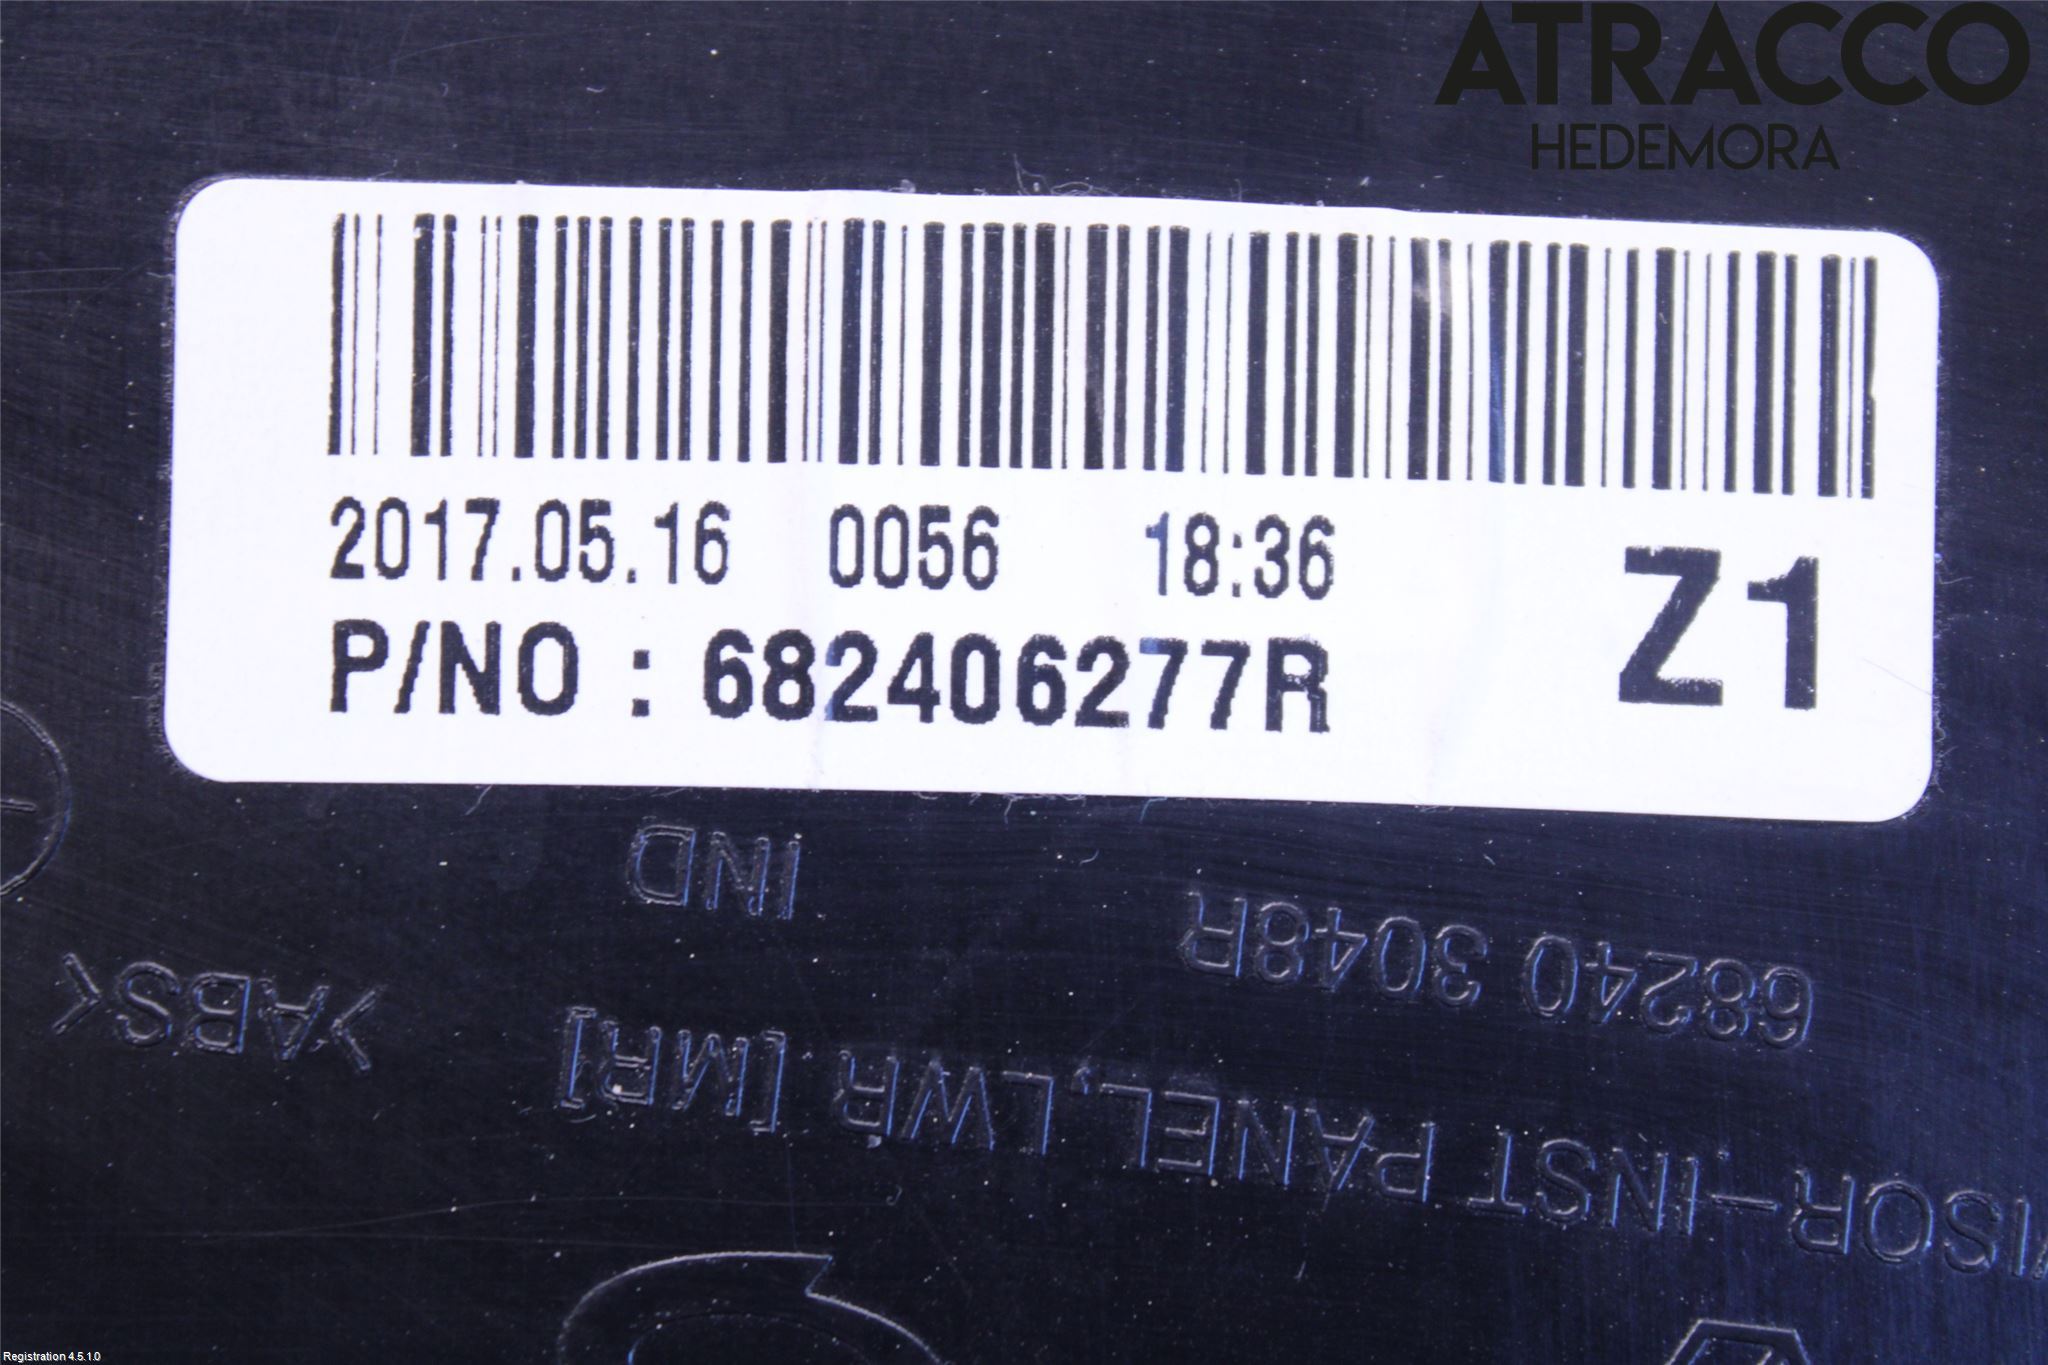 ATRACCO
HEDEMORA
2017.05.16 0056 18:36
P/NO : 682406277R
Z1
IND
68240 3048R
>ABS<
VISOR-INST PANEL,LWR [MR]
Registration 4.5.1.0